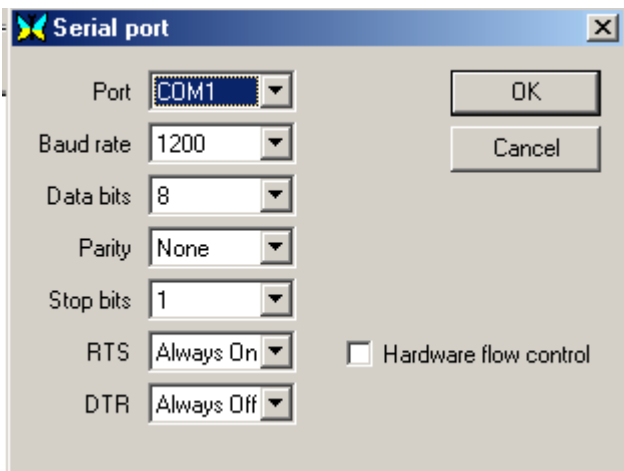 Serial port
Port COM1 OK
Baud rate 1200 Cancel
Data bits 8
Parity None
Stop bits 1
RTS Always On Hardware flow control
DTR Always Off